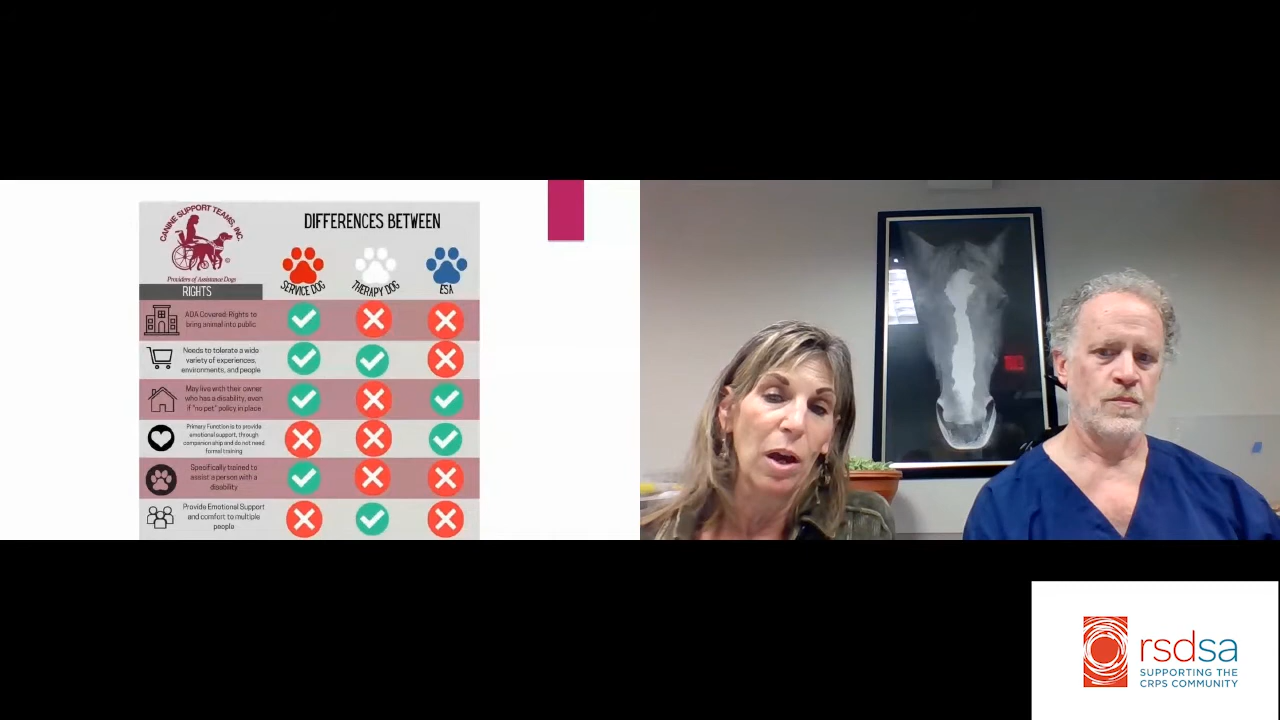 CANINE SUPPORT TEAMS, INC.
Providers of Assistance Dogs
DIFFERENCES BETWEEN
SERVICE DOG
THERAPY DOG
ESA
RIGHTS
ADA Covered: Rights to
bring animal into public
Needs to tolerate a wide
variety of experiences,
environments, and people
May live with their owner
who has a disability, even
if "no pet" policy in place
Primary Function is to provide
emotional support, through
companionship and do not need
formal training
Specifically trained to
assist a person with a
disability
Provide Emotional Support
and comfort to multiple
people
rsdsa
SUPPORTING THE
CRPS COMMUNITY